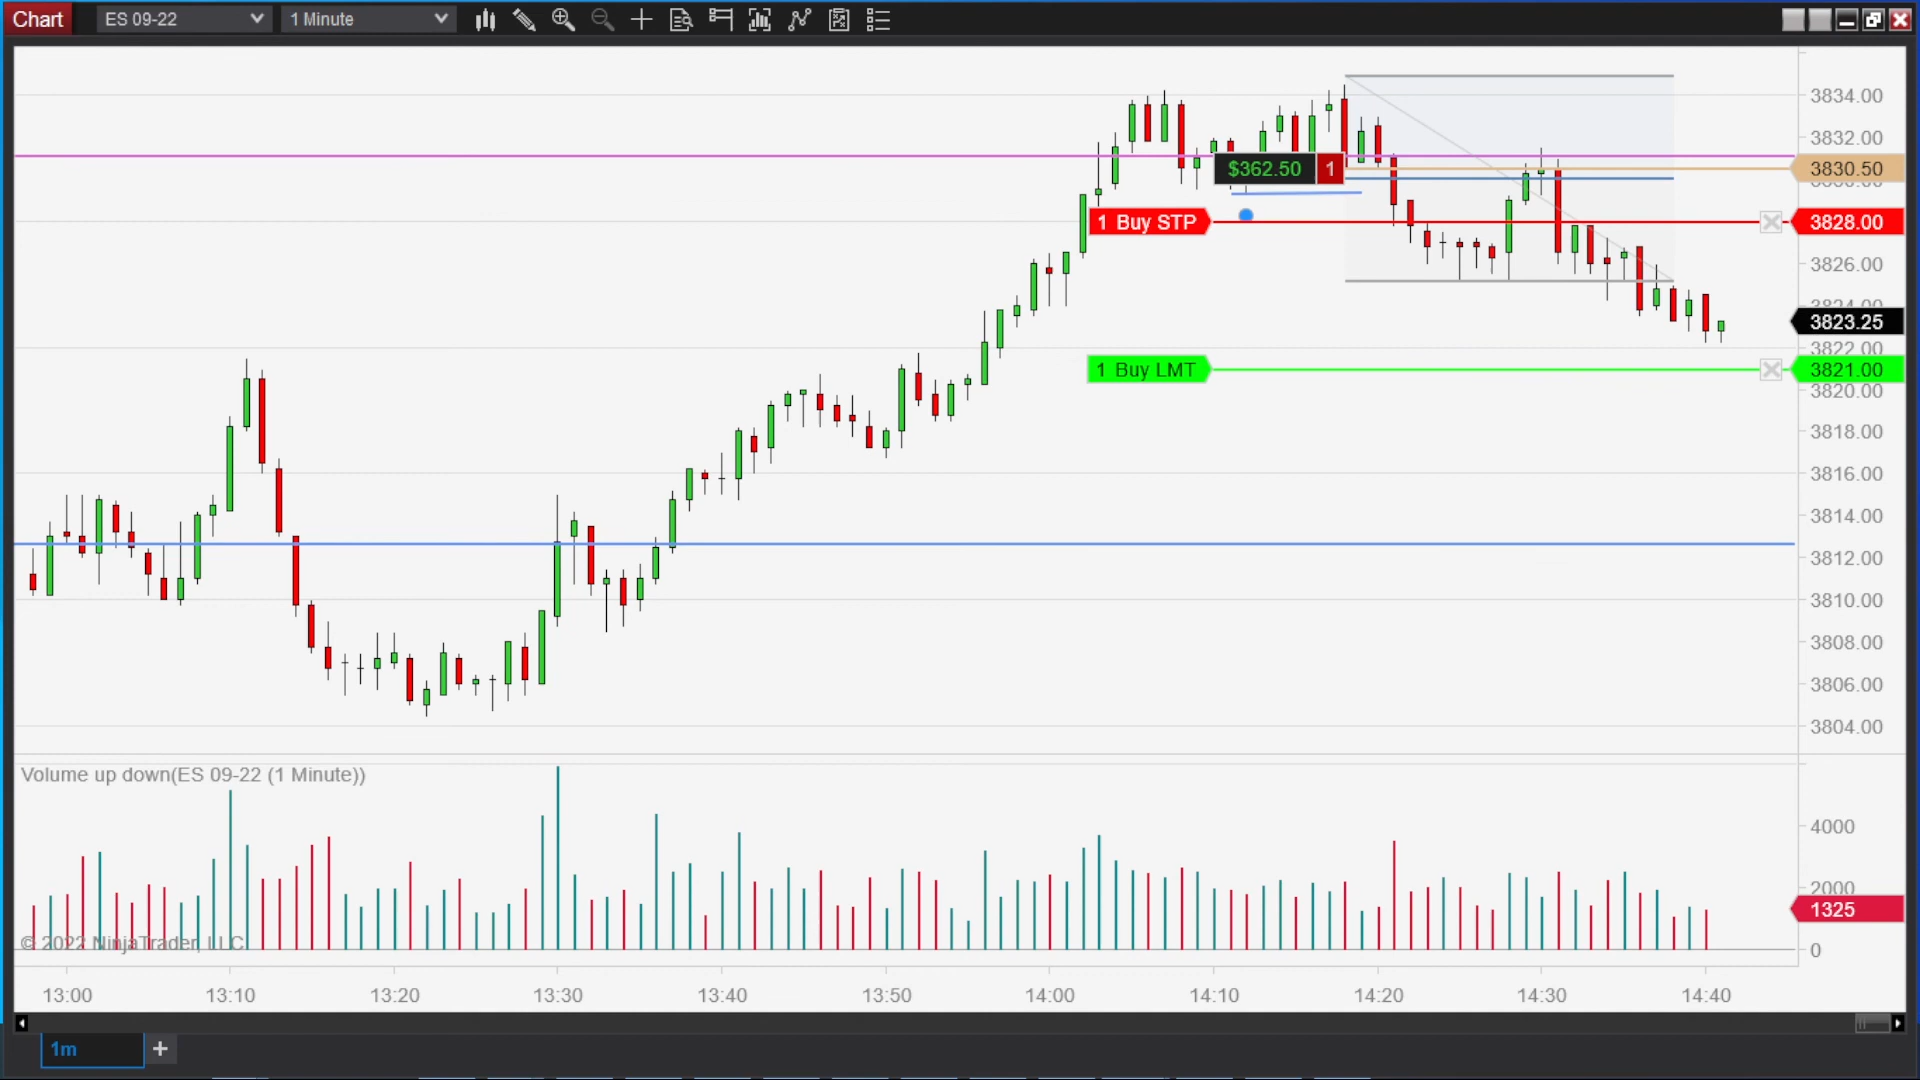 Chart ES 09-22 1 Minute
3834.00
3832.00
$362.50 1 3830.50
3830.00
1 Buy STP 3828.00
3826.00
3824.00
3823.25
3822.00
1 Buy LMT 3821.00
3820.00
3818.00
3816.00
3814.00
3812.00
3810.00
3808.00
3806.00
3804.00
Volume up down(ES 09-22 (1 Minute))
4000
2000
1325
© 2022 NinjaTrader, LLC
0
13:00 13:10 13:20 13:30 13:40 13:50 14:00 14:10 14:20 14:30 14:40
1m +